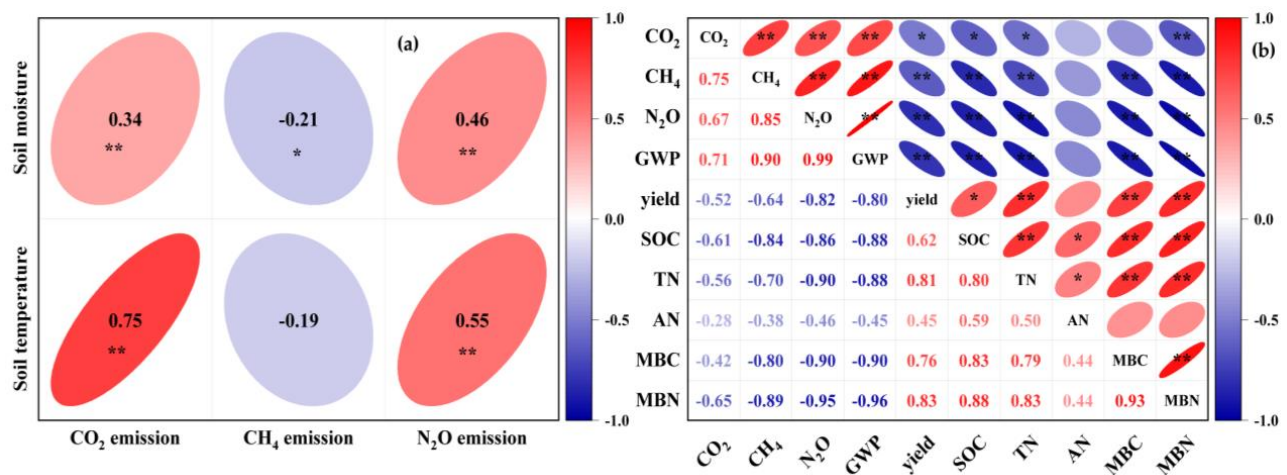 (a)
1.0
0.5
0.0
-0.5
-1.0
Soil moisture
0.34
**
-0.21
*
0.46
**
Soil temperature
0.75
**
-0.19
0.55
**
CO₂ emission
CH₄ emission
N₂O emission
(b)
1.0
0.5
0.0
-0.5
-1.0
CO₂ CO₂ ** ** ** * * * **
CH₄ 0.75 CH₄ ** ** ** ** ** ** **
N₂O 0.67 0.85 N₂O ** ** ** ** ** **
GWP 0.71 0.90 0.99 GWP ** ** ** ** **
yield -0.52 -0.64 -0.82 -0.80 yield * ** ** **
SOC -0.61 -0.84 -0.86 -0.88 0.62 SOC ** * ** **
TN -0.56 -0.70 -0.90 -0.88 0.81 0.80 TN * ** **
AN -0.28 -0.38 -0.46 -0.45 0.45 0.59 0.50 AN
MBC -0.42 -0.80 -0.90 -0.90 0.76 0.83 0.79 0.44 MBC **
MBN -0.65 -0.89 -0.95 -0.96 0.83 0.88 0.83 0.44 0.93 MBN
CO₂ CH₄ N₂O GWP yield SOC TN AN MBC MBN